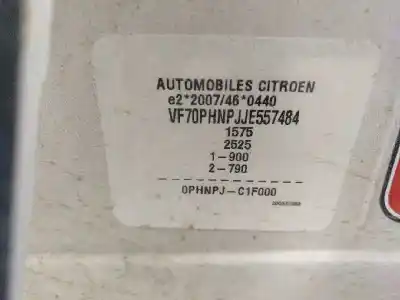 AUTOMOBILES CITROEN
e2*2007/46*0440
VF70PHNPJJE557484
1575
2525
1-900
2-790
0PHNPJ-C1F000